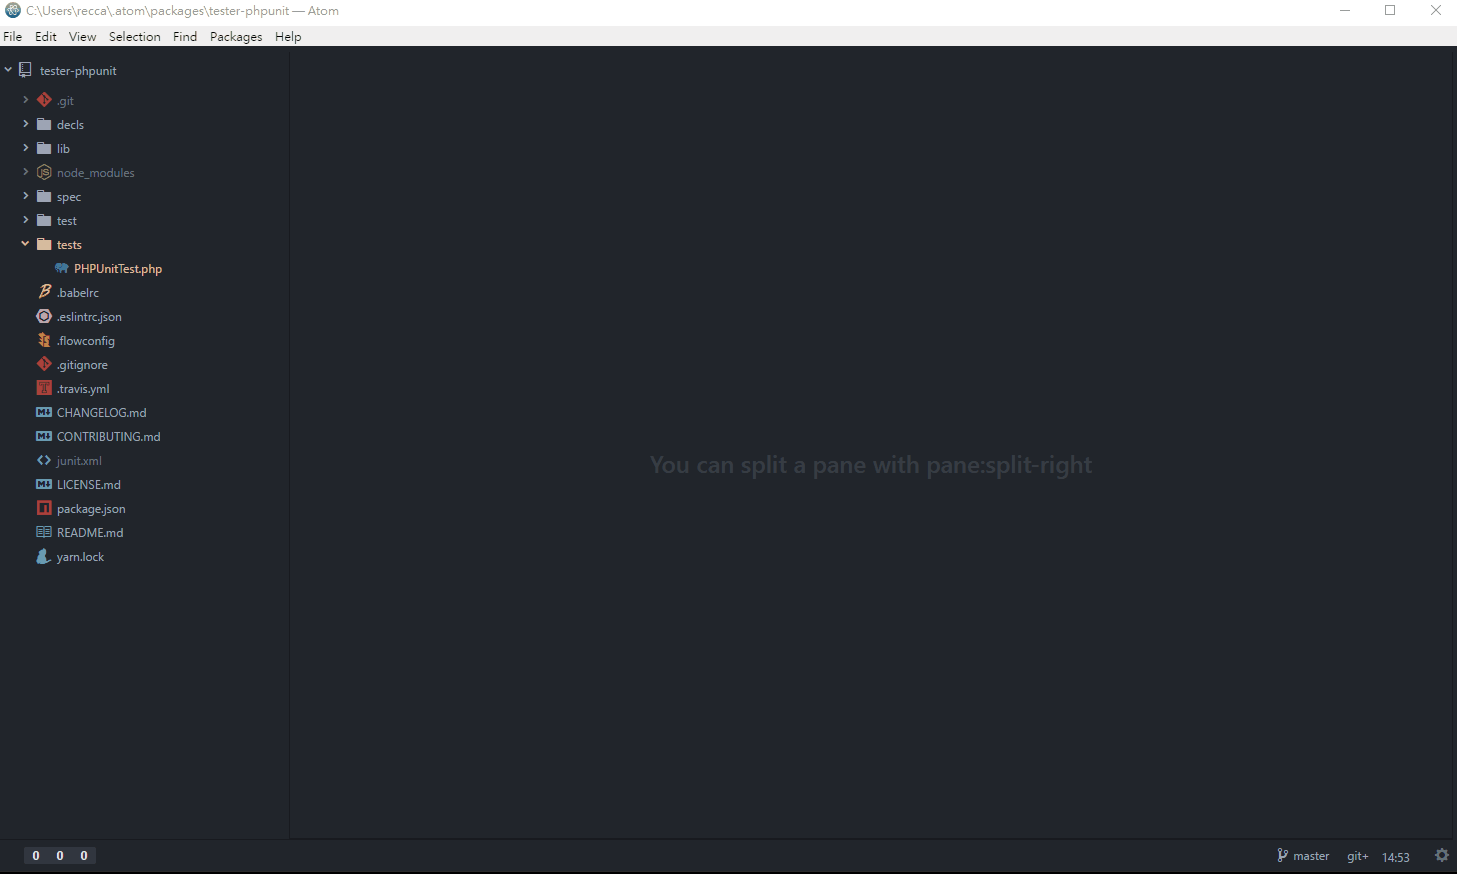 C:\Users\recca\.atom\packages\tester-phpunit — Atom
File Edit View Selection Find Packages Help
tester-phpunit
.git
decls
lib
node_modules
spec
test
tests
PHPUnitTest.php
.babelrc
.eslintrc.json
.flowconfig
.gitignore
.travis.yml
CHANGELOG.md
CONTRIBUTING.md
junit.xml
LICENSE.md
package.json
README.md
yarn.lock
You can split a pane with pane:split-right
0 0 0 master git+ 14:53